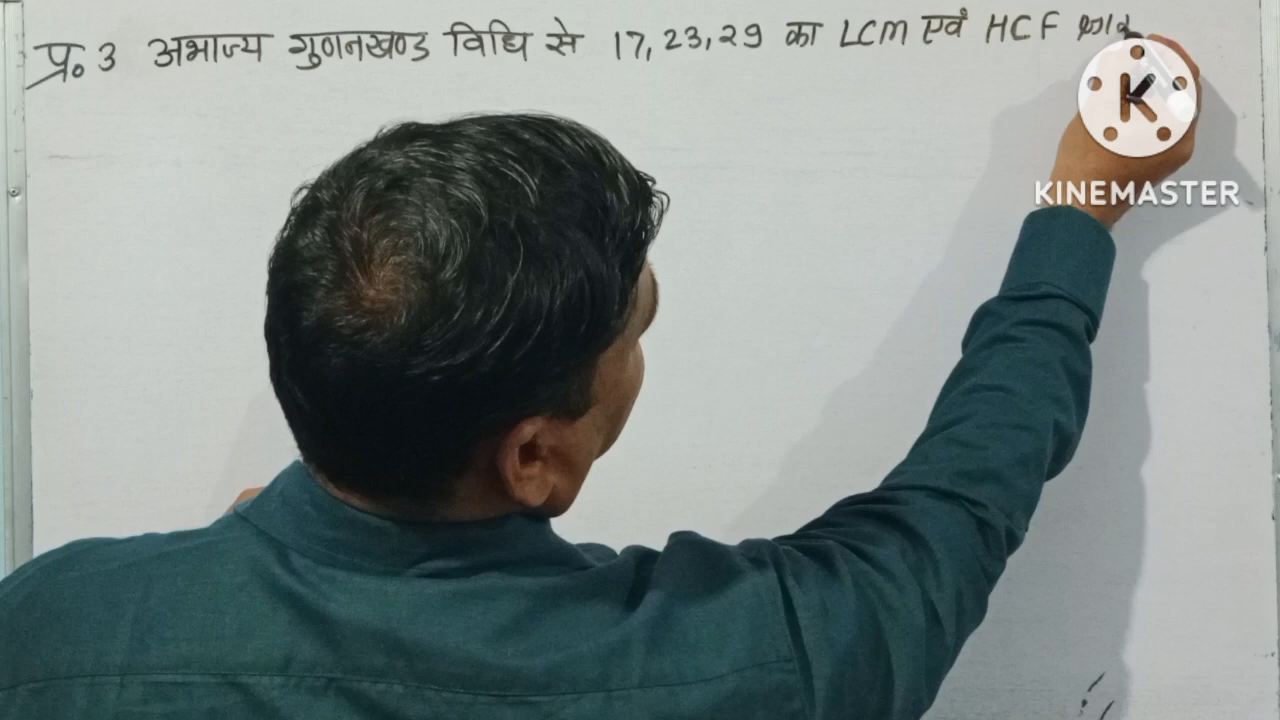 प्र० 3 अभाज्य गुणनखण्ड विधि से 17, 23, 29 का LCM एवं HCF
KINEMASTER